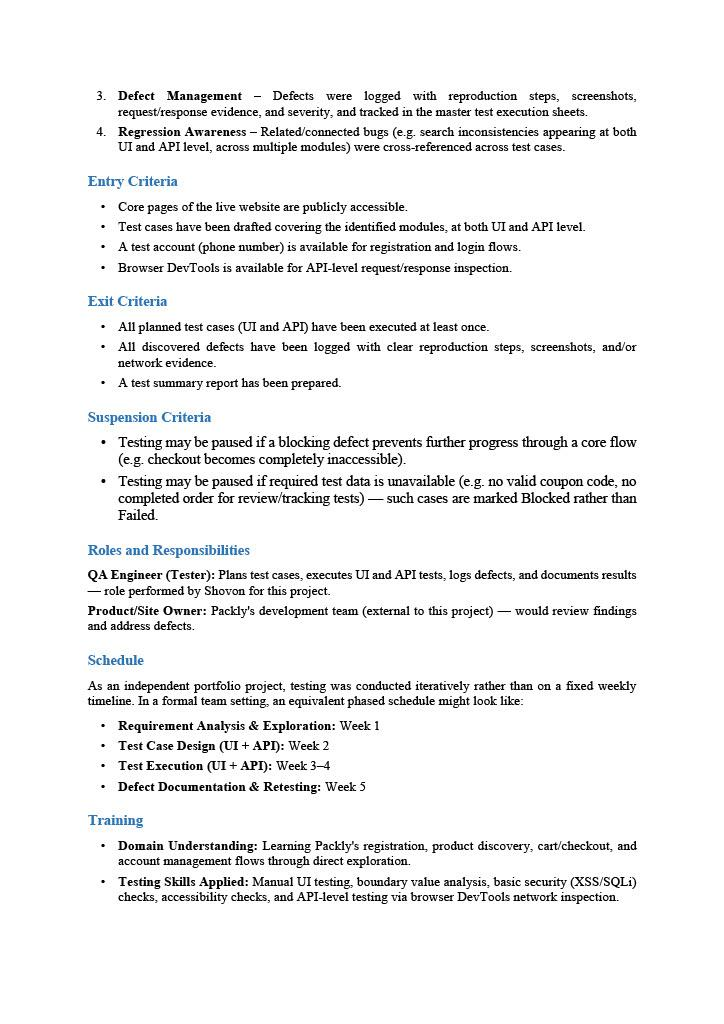 3. Defect Management – Defects were logged with reproduction steps, screenshots,
request/response evidence, and severity, and tracked in the master test execution sheets.
4. Regression Awareness – Related/connected bugs (e.g. search inconsistencies appearing at both
UI and API level, across multiple modules) were cross-referenced across test cases.
Entry Criteria
• Core pages of the live website are publicly accessible.
• Test cases have been drafted covering the identified modules, at both UI and API level.
• A test account (phone number) is available for registration and login flows.
• Browser DevTools is available for API-level request/response inspection.
Exit Criteria
• All planned test cases (UI and API) have been executed at least once.
• All discovered defects have been logged with clear reproduction steps, screenshots, and/or
network evidence.
• A test summary report has been prepared.
Suspension Criteria
• Testing may be paused if a blocking defect prevents further progress through a core flow
(e.g. checkout becomes completely inaccessible).
• Testing may be paused if required test data is unavailable (e.g. no valid coupon code, no
completed order for review/tracking tests) — such cases are marked Blocked rather than
Failed.
Roles and Responsibilities
QA Engineer (Tester): Plans test cases, executes UI and API tests, logs defects, and documents results
— role performed by Shovon for this project.
Product/Site Owner: Packly's development team (external to this project) — would review findings
and address defects.
Schedule
As an independent portfolio project, testing was conducted iteratively rather than on a fixed weekly
timeline. In a formal team setting, an equivalent phased schedule might look like:
• Requirement Analysis & Exploration: Week 1
• Test Case Design (UI + API): Week 2
• Test Execution (UI + API): Week 3–4
• Defect Documentation & Retesting: Week 5
Training
• Domain Understanding: Learning Packly's registration, product discovery, cart/checkout, and
account management flows through direct exploration.
• Testing Skills Applied: Manual UI testing, boundary value analysis, basic security (XSS/SQLi)
checks, accessibility checks, and API-level testing via browser DevTools network inspection.